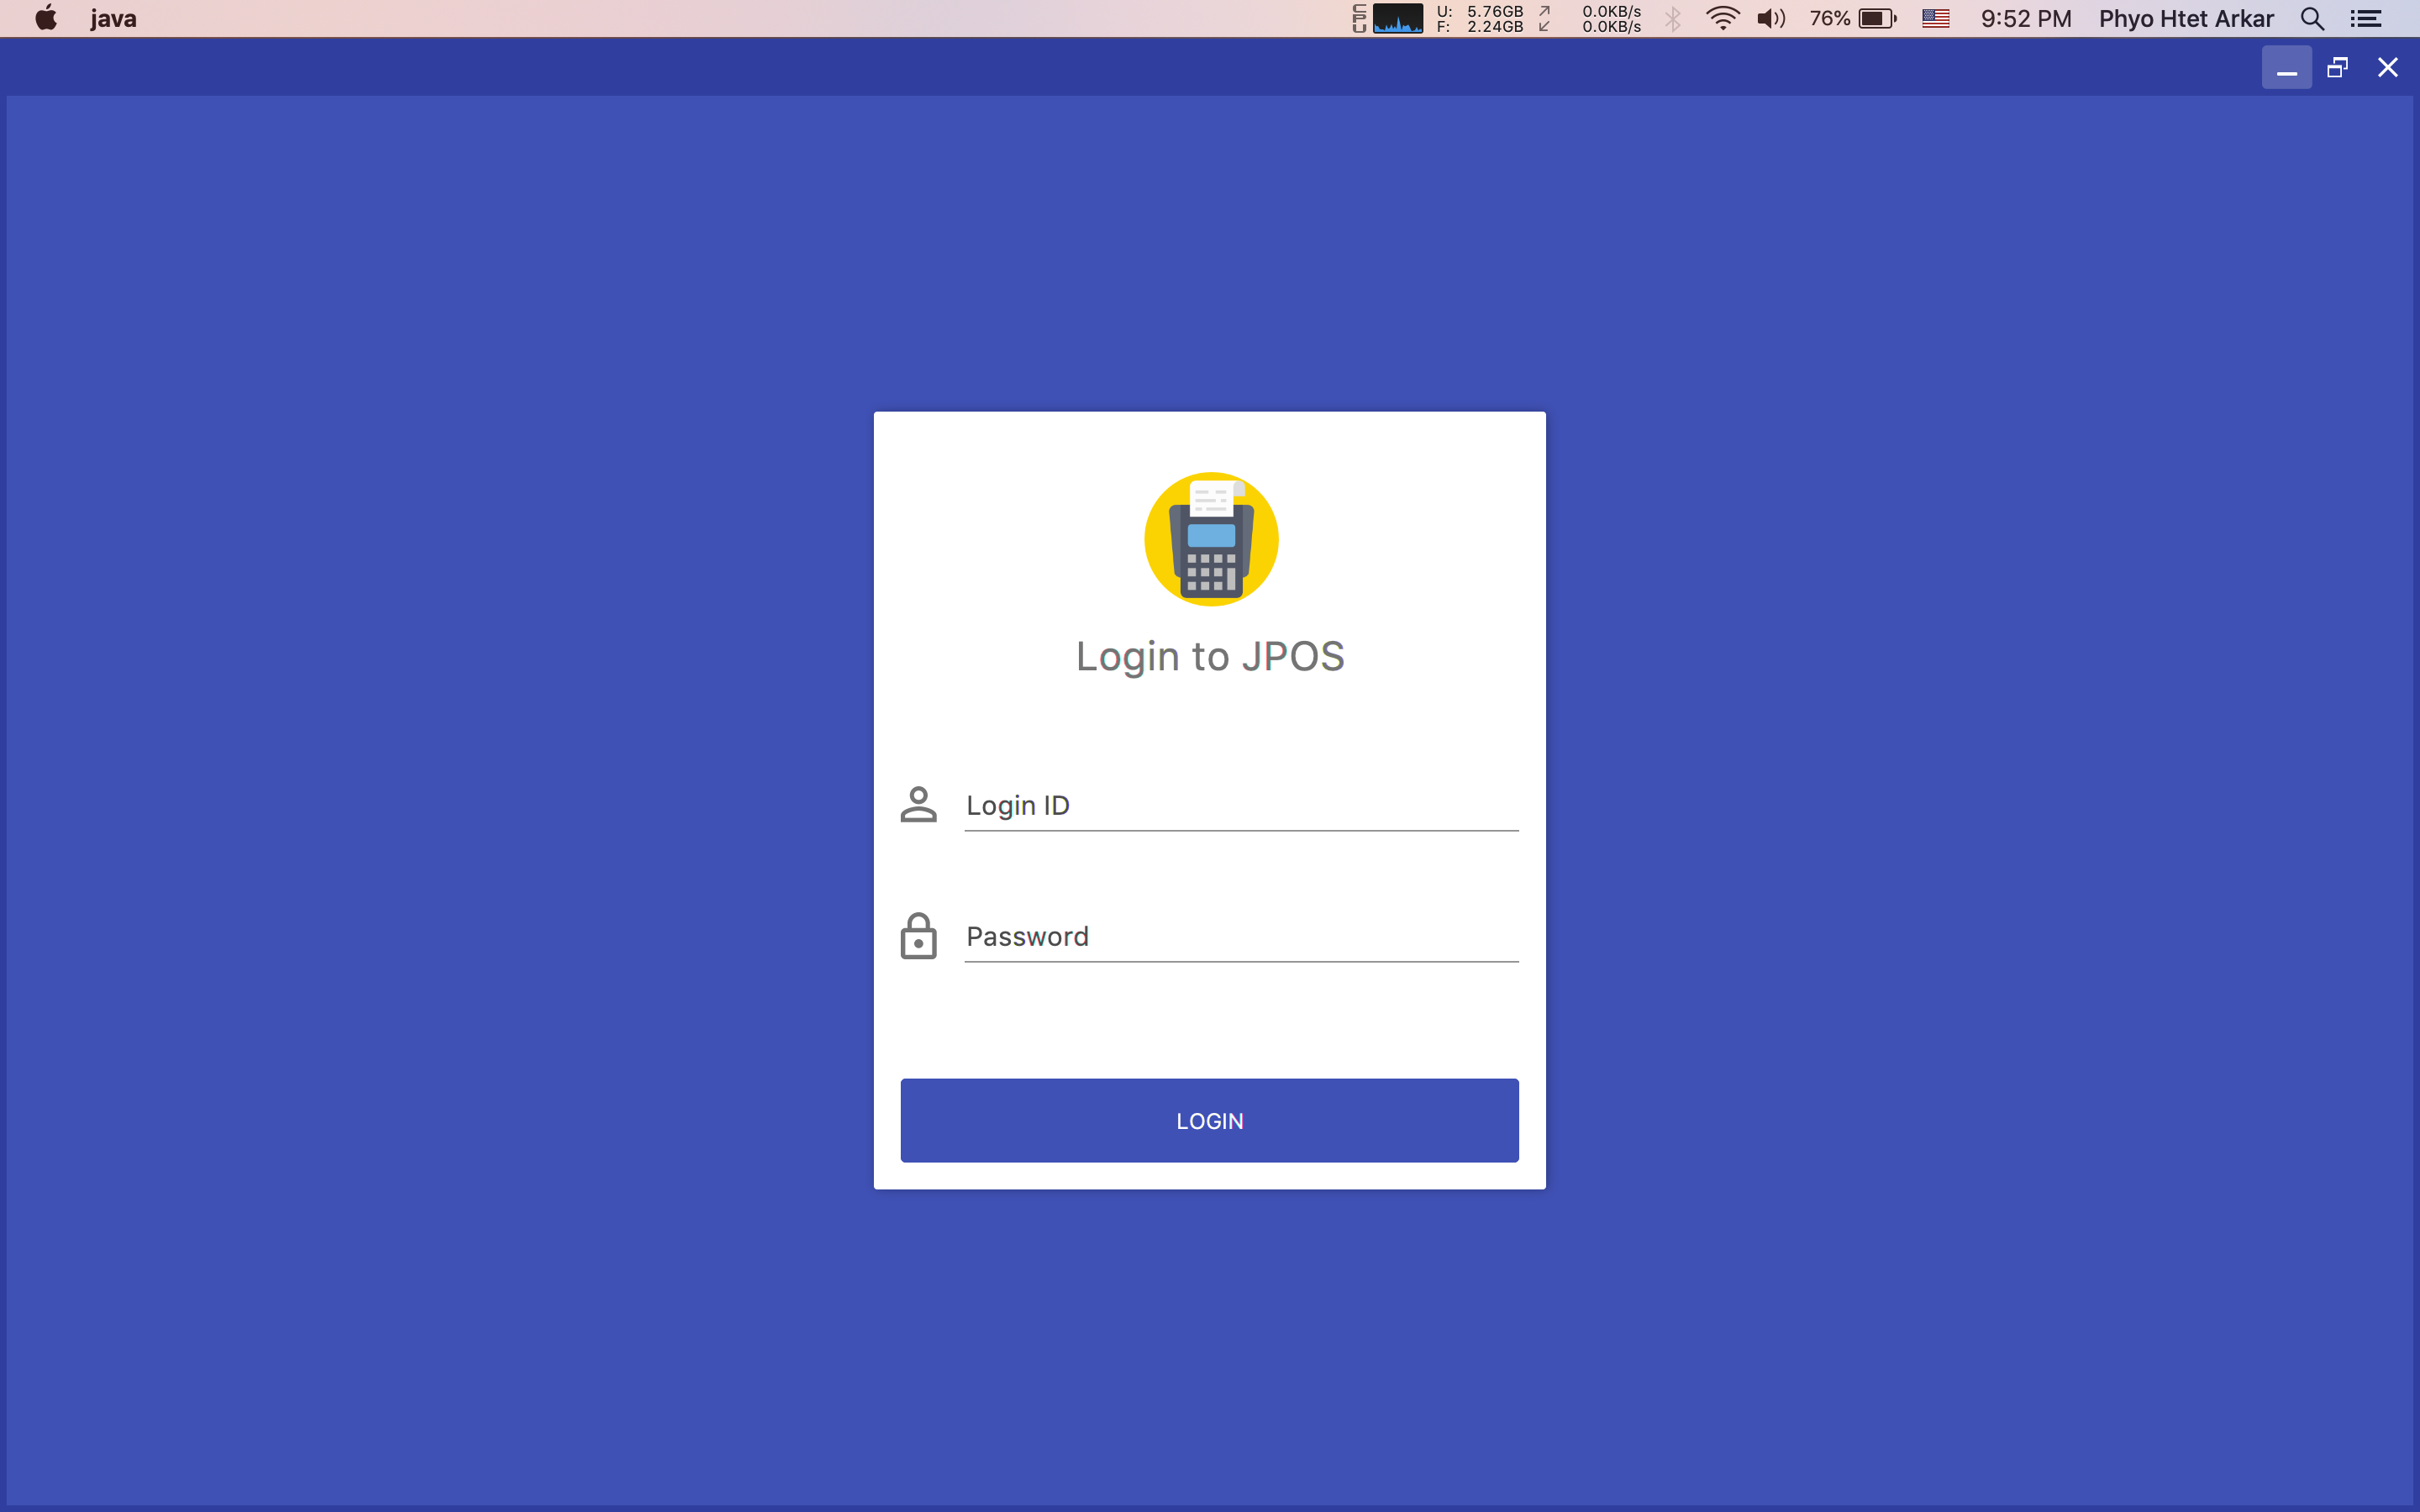 java
CPU
U: 5.76GB 0.0KB/s
F: 2.24GB 0.0KB/s
76%
9:52 PM
Phyo Htet Arkar
Login to JPOS
Login ID
Password
LOGIN